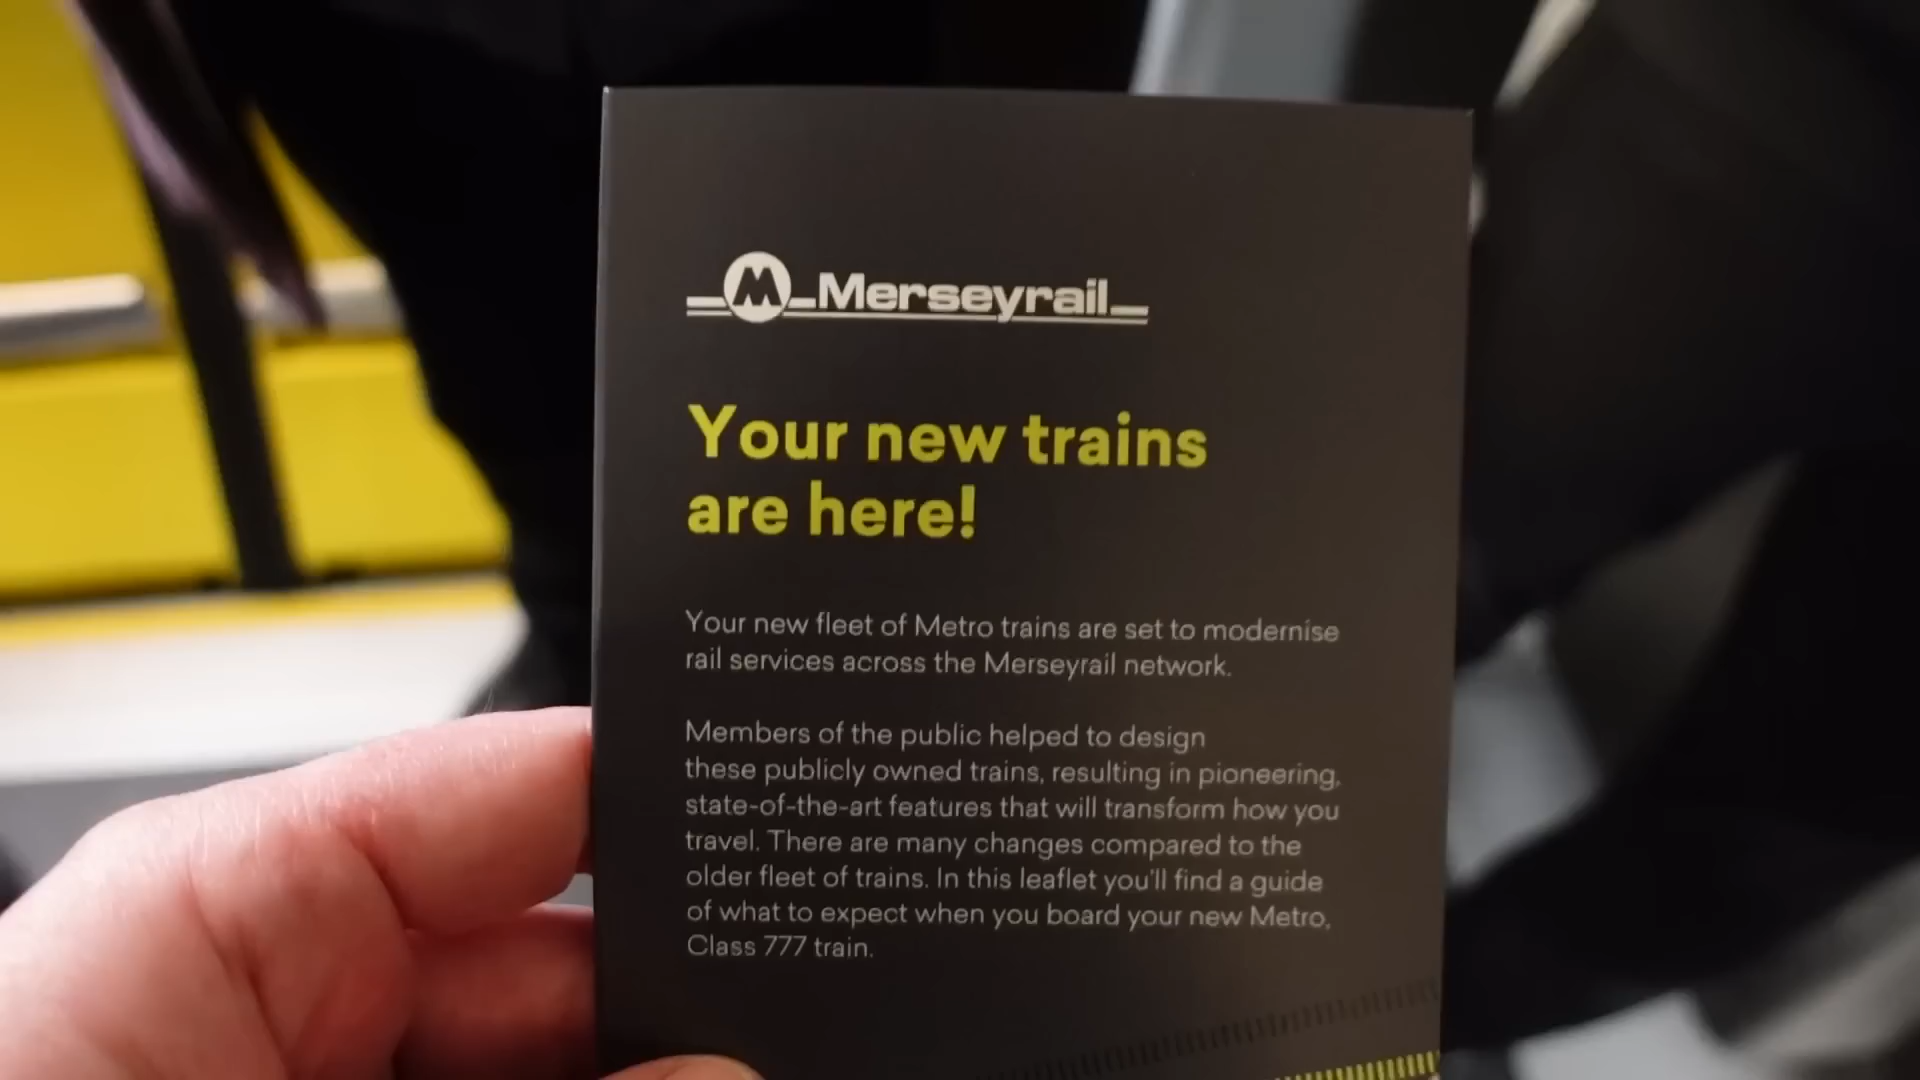 M Merseyrail
Your new trains
are here!
Your new fleet of Metro trains are set to modernise
rail services across the Merseyrail network.
Members of the public helped to design
these publicly owned trains, resulting in pioneering,
state-of-the-art features that will transform how you
travel. There are many changes compared to the
older fleet of trains. In this leaflet you'll find a guide
of what to expect when you board your new Metro,
Class 777 train.